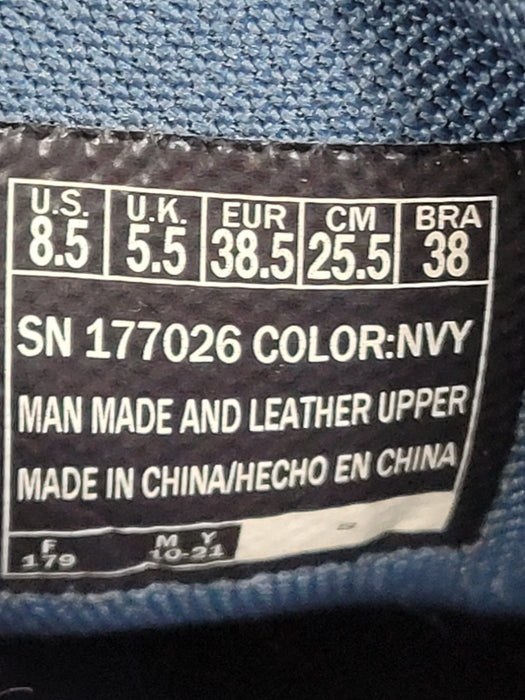 U.S. U.K. EUR CM BRA
8.5 5.5 38.5 25.5 38
SN 177026 COLOR:NVY
MAN MADE AND LEATHER UPPER
MADE IN CHINA/HECHO EN CHINA
F M Y
179 10-21